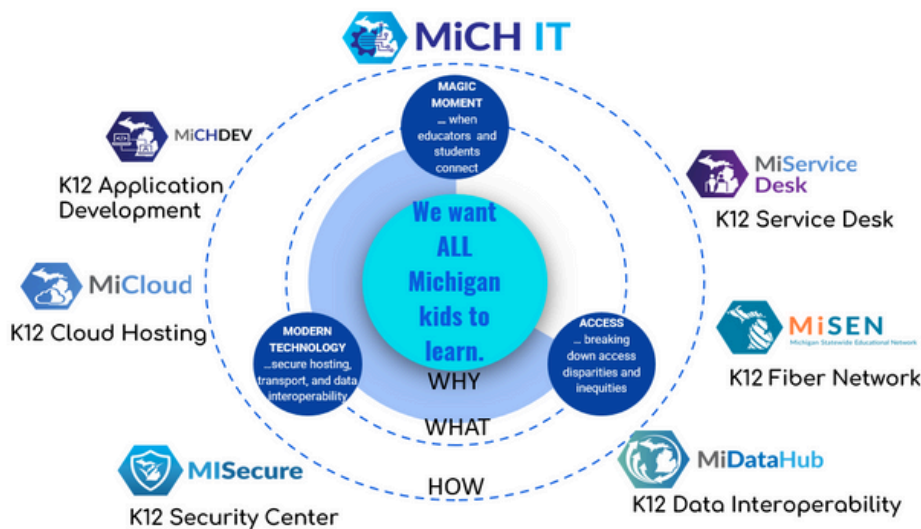 MiCH IT
MAGIC
MOMENT
... when
educators and
students
connect
MiCHDEV
K12 Application
Development
MiService
Desk
K12 Service Desk
We want
ALL
Michigan
kids to
learn.
MiCloud
K12 Cloud Hosting
MiSEN
Michigan Statewide Educational Network
K12 Fiber Network
MODERN
TECHNOLOGY
...secure hosting,
transport, and data
interoperability
ACCESS
... breaking
down access
disparities and
inequities
WHY
WHAT
HOW
MISecure
K12 Security Center
MiDataHub
K12 Data Interoperability